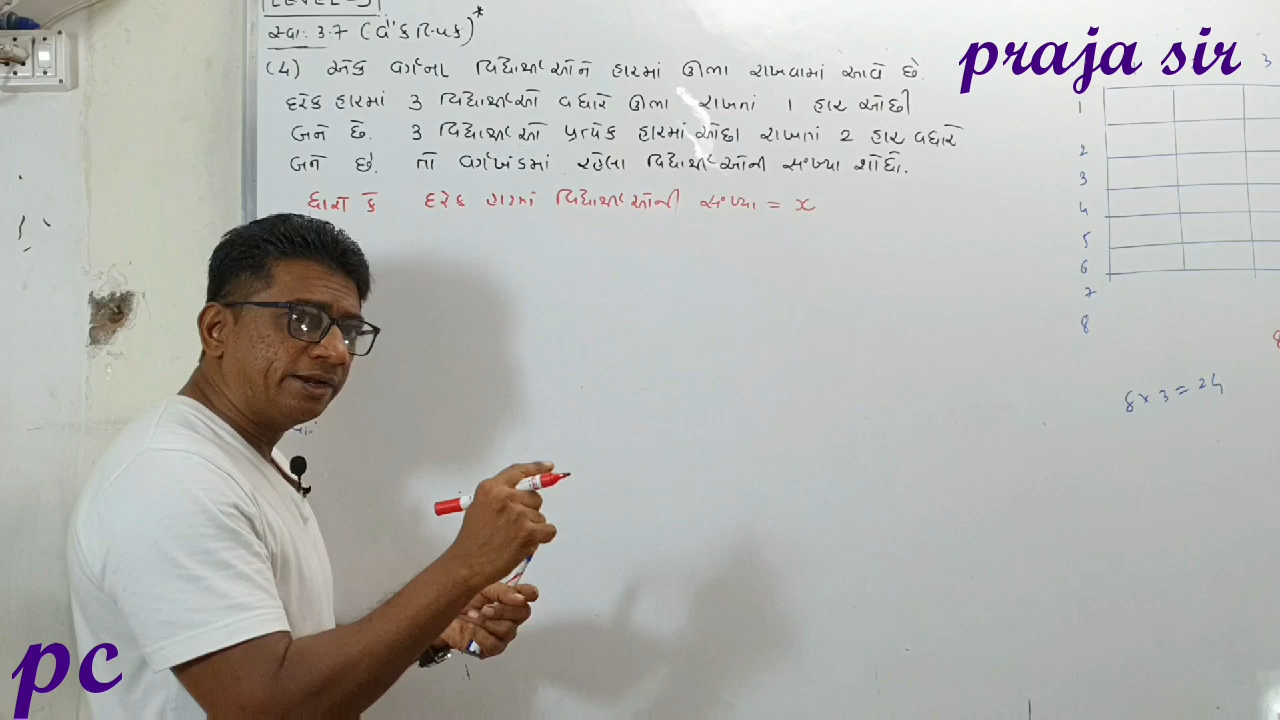 LEVEL-3
સ્વા. 3.7 (વૈકલ્પિક)*
praja sir
(4) એક વર્ગના વિદ્યાર્થીઓને હારમાં ઊભા રાખવામાં આવે છે.
દરેક હારમાં 3 વિદ્યાર્થીઓ વધારે ઊભા રાખતાં 1 હાર ઓછી
બને છે. 3 વિદ્યાર્થીઓ પ્રત્યેક હારમાં ઓછા રાખતાં 2 હાર વધારે
બને છે. તો વર્ગખંડમાં રહેલા વિદ્યાર્થીઓની સંખ્યા શોધો.
ધારો કે દરેક હારમાં વિદ્યાર્થીઓની સંખ્યા = x
3
1
2
3
4
5
6
7
8
8
8 x 3 = 24
pc